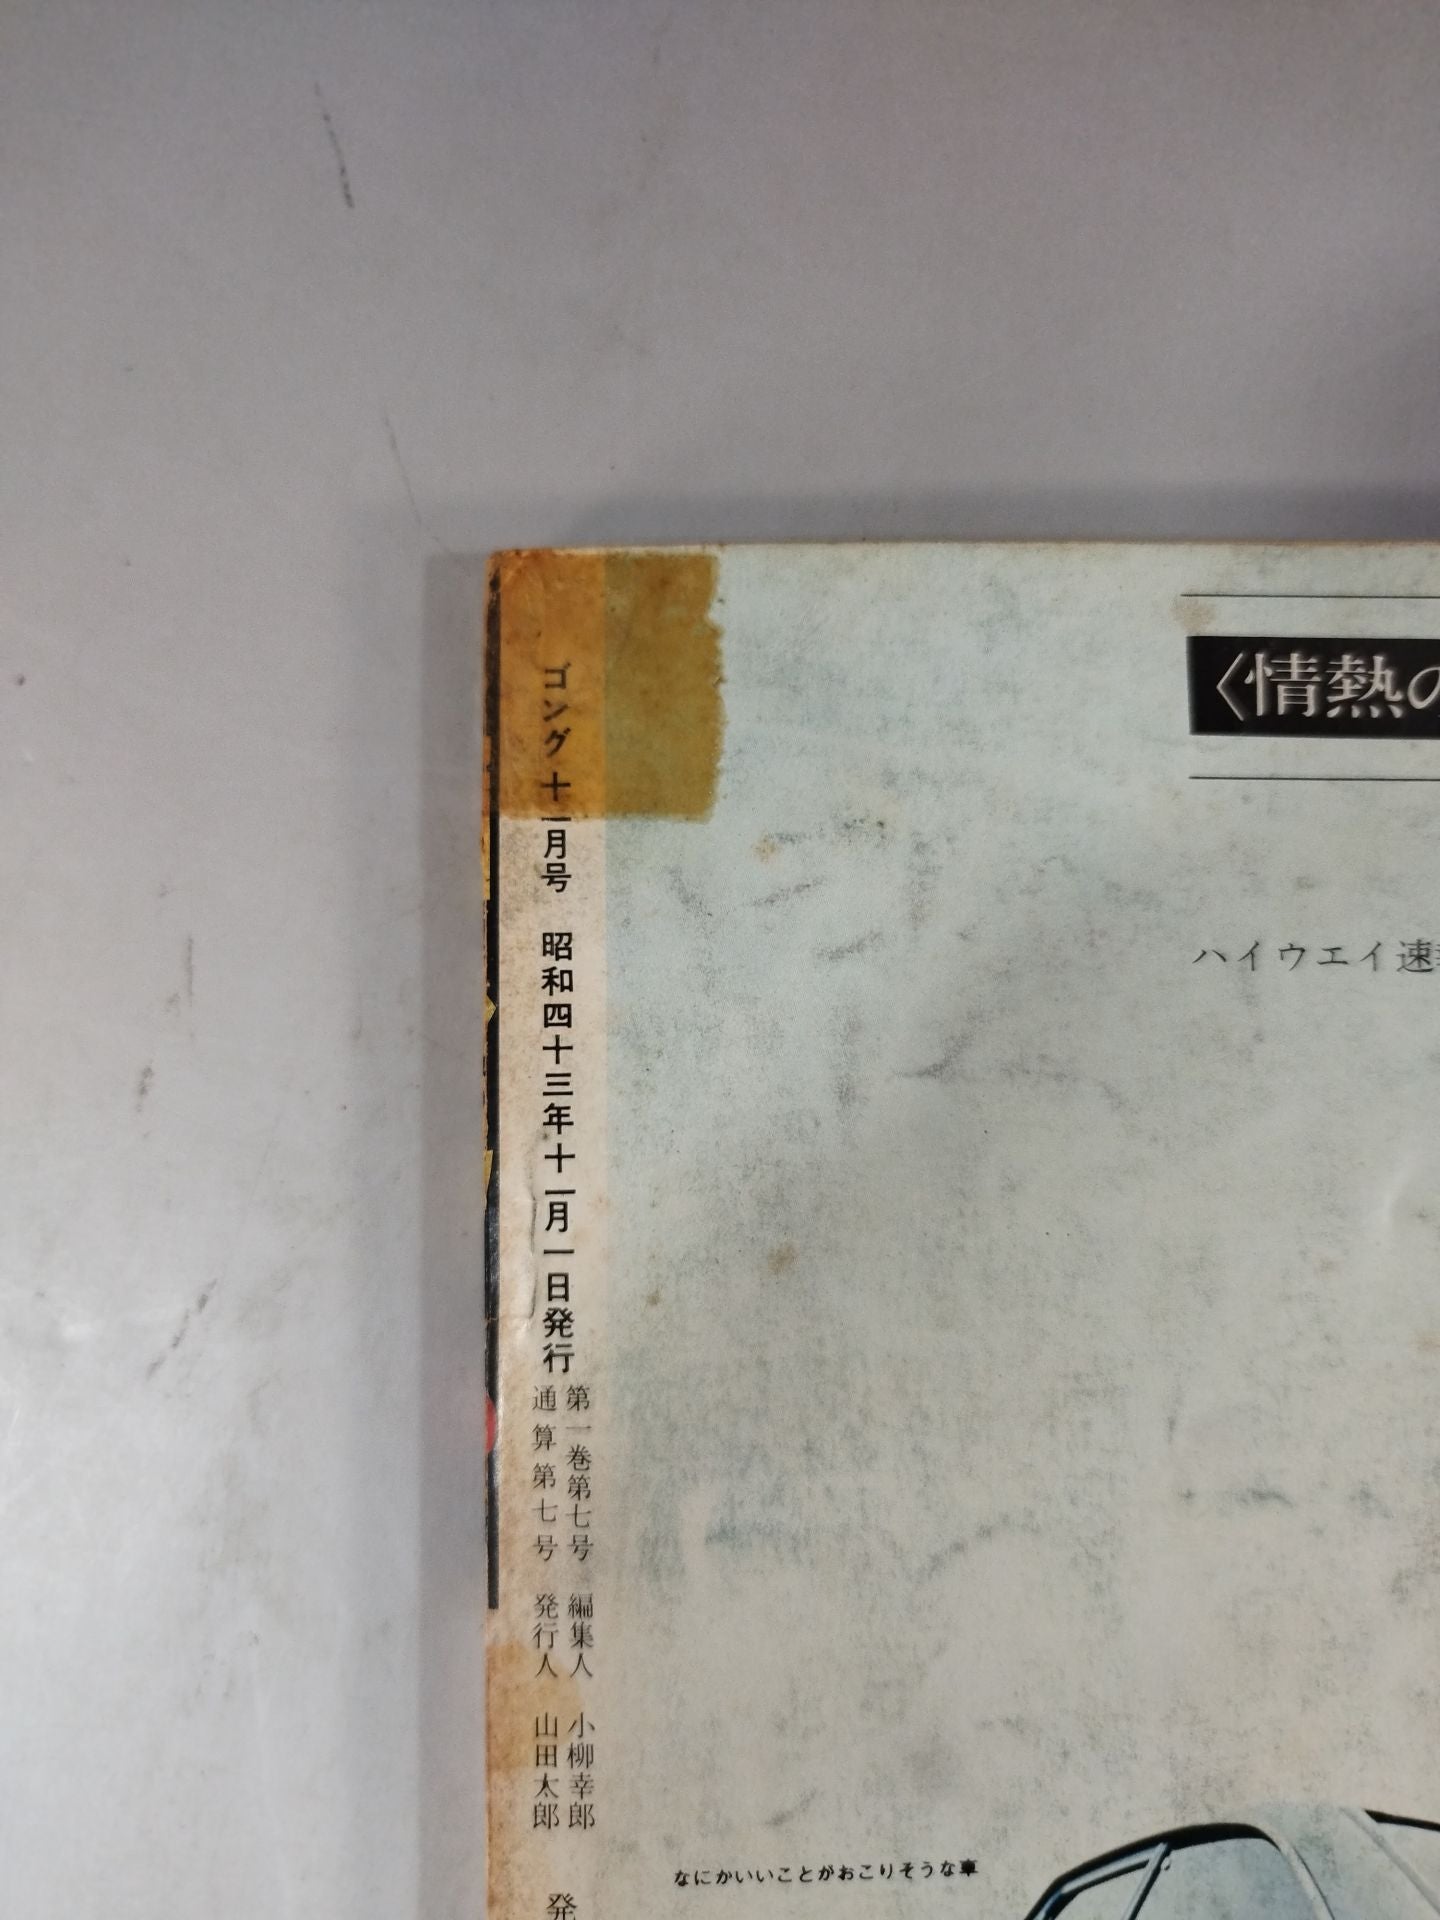 ゴング十一月号　昭和四十三年十一月一日発行
第一巻第七号　編集人　小柳幸郎
通算第七号　発行人　山田太郎
発
〈情熱の
ハイウエイ速
なにかいいことがおこりそうな車